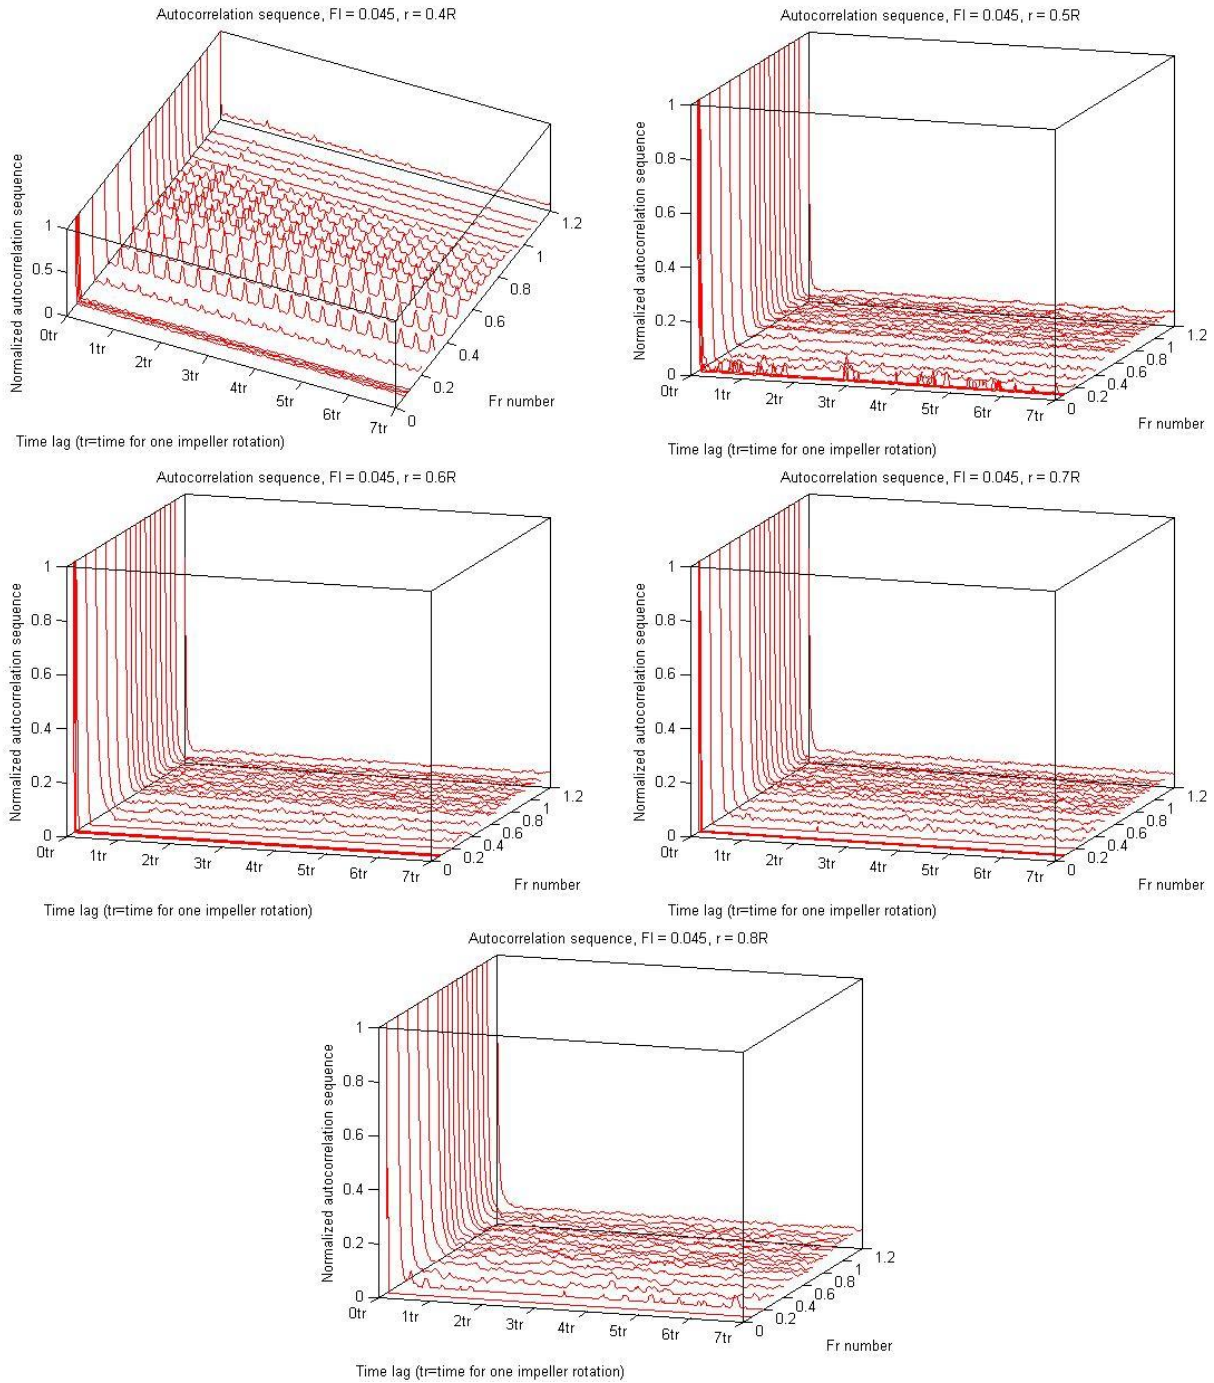 Autocorrelation sequence, Fl = 0.045, r = 0.4R
Normalized autocorrelation sequence
1
0.5
0
0tr
1tr
2tr
3tr
4tr
5tr
6tr
7tr
0
0.2
0.4
0.6
0.8
1
1.2
Fr number
Time lag (tr=time for one impeller rotation)
Autocorrelation sequence, Fl = 0.045, r = 0.5R
Normalized autocorrelation sequence
1
0.8
0.6
0.4
0.2
0
0tr
1tr
2tr
3tr
4tr
5tr
6tr
7tr
0
0.2
0.4
0.6
0.8
1
1.2
Fr number
Time lag (tr=time for one impeller rotation)
Autocorrelation sequence, Fl = 0.045, r = 0.6R
Normalized autocorrelation sequence
1
0.8
0.6
0.4
0.2
0
0tr
1tr
2tr
3tr
4tr
5tr
6tr
7tr
0
0.2
0.4
0.6
0.8
1
1.2
Fr number
Time lag (tr=time for one impeller rotation)
Autocorrelation sequence, Fl = 0.045, r = 0.7R
Normalized autocorrelation sequence
1
0.8
0.6
0.4
0.2
0
0tr
1tr
2tr
3tr
4tr
5tr
6tr
7tr
0
0.2
0.4
0.6
0.8
1
1.2
Fr number
Time lag (tr=time for one impeller rotation)
Autocorrelation sequence, Fl = 0.045, r = 0.8R
Normalized autocorrelation sequence
1
0.8
0.6
0.4
0.2
0
0tr
1tr
2tr
3tr
4tr
5tr
6tr
7tr
0
0.2
0.4
0.6
0.8
1
1.2
Fr number
Time lag (tr=time for one impeller rotation)